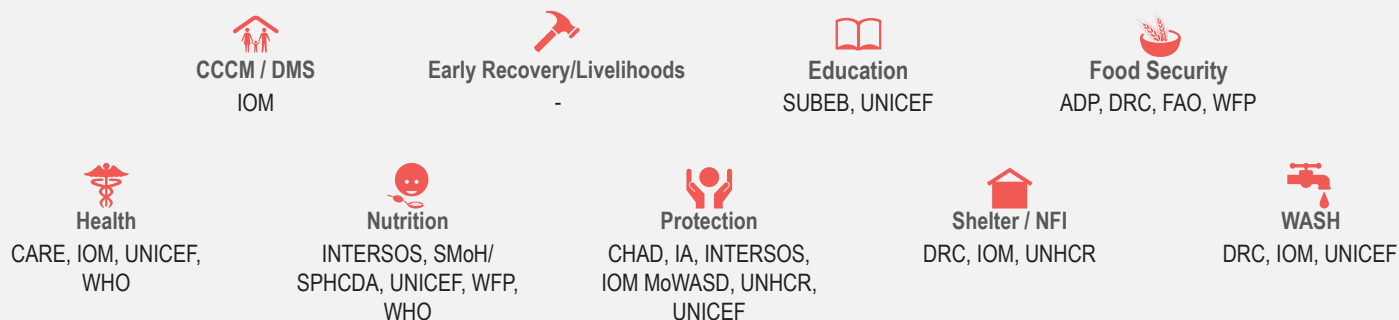 CCCM / DMS
IOM
Early Recovery/Livelihoods
-
Education
SUBEB, UNICEF
Food Security
ADP, DRC, FAO, WFP
Health
CARE, IOM, UNICEF,
WHO
Nutrition
INTERSOS, SMoH/
SPHCDA, UNICEF, WFP,
WHO
Protection
CHAD, IA, INTERSOS,
IOM MoWASD, UNHCR,
UNICEF
Shelter / NFI
DRC, IOM, UNHCR
WASH
DRC, IOM, UNICEF